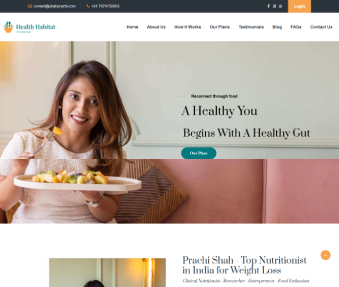 contact@shahprachi.com +91 7874750853 Login
Health Habitat
Home About Us How It Works Our Plans Testimonials Blog FAQs Contact Us
Reconnect through food
A Healthy You
Begins With A Healthy Gut
Our Plans
Prachi Shah - Top Nutritionist
in India for Weight Loss
Clinical Nutritionist · Researcher · Entrepreneur · Food Enthusiast